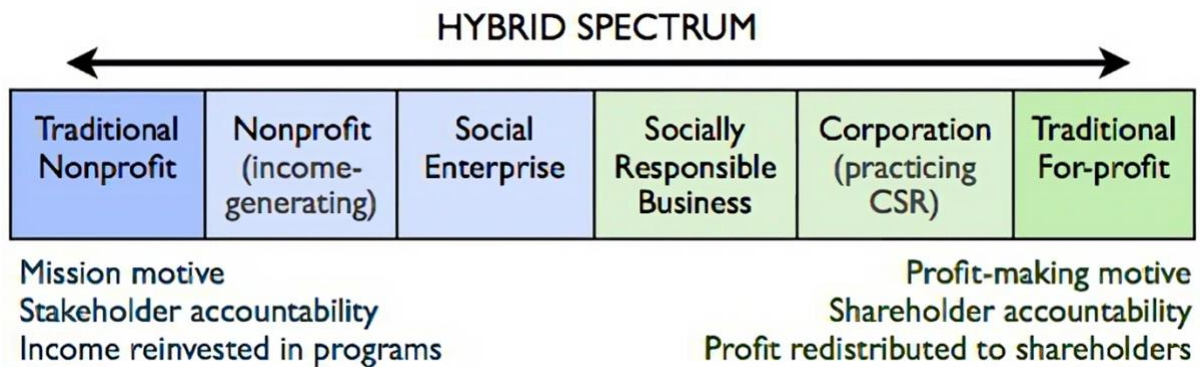 HYBRID SPECTRUM
Traditional
Nonprofit
Nonprofit
(income-
generating)
Social
Enterprise
Socially
Responsible
Business
Corporation
(practicing
CSR)
Traditional
For-profit
Mission motive
Stakeholder accountability
Income reinvested in programs
Profit-making motive
Shareholder accountability
Profit redistributed to shareholders